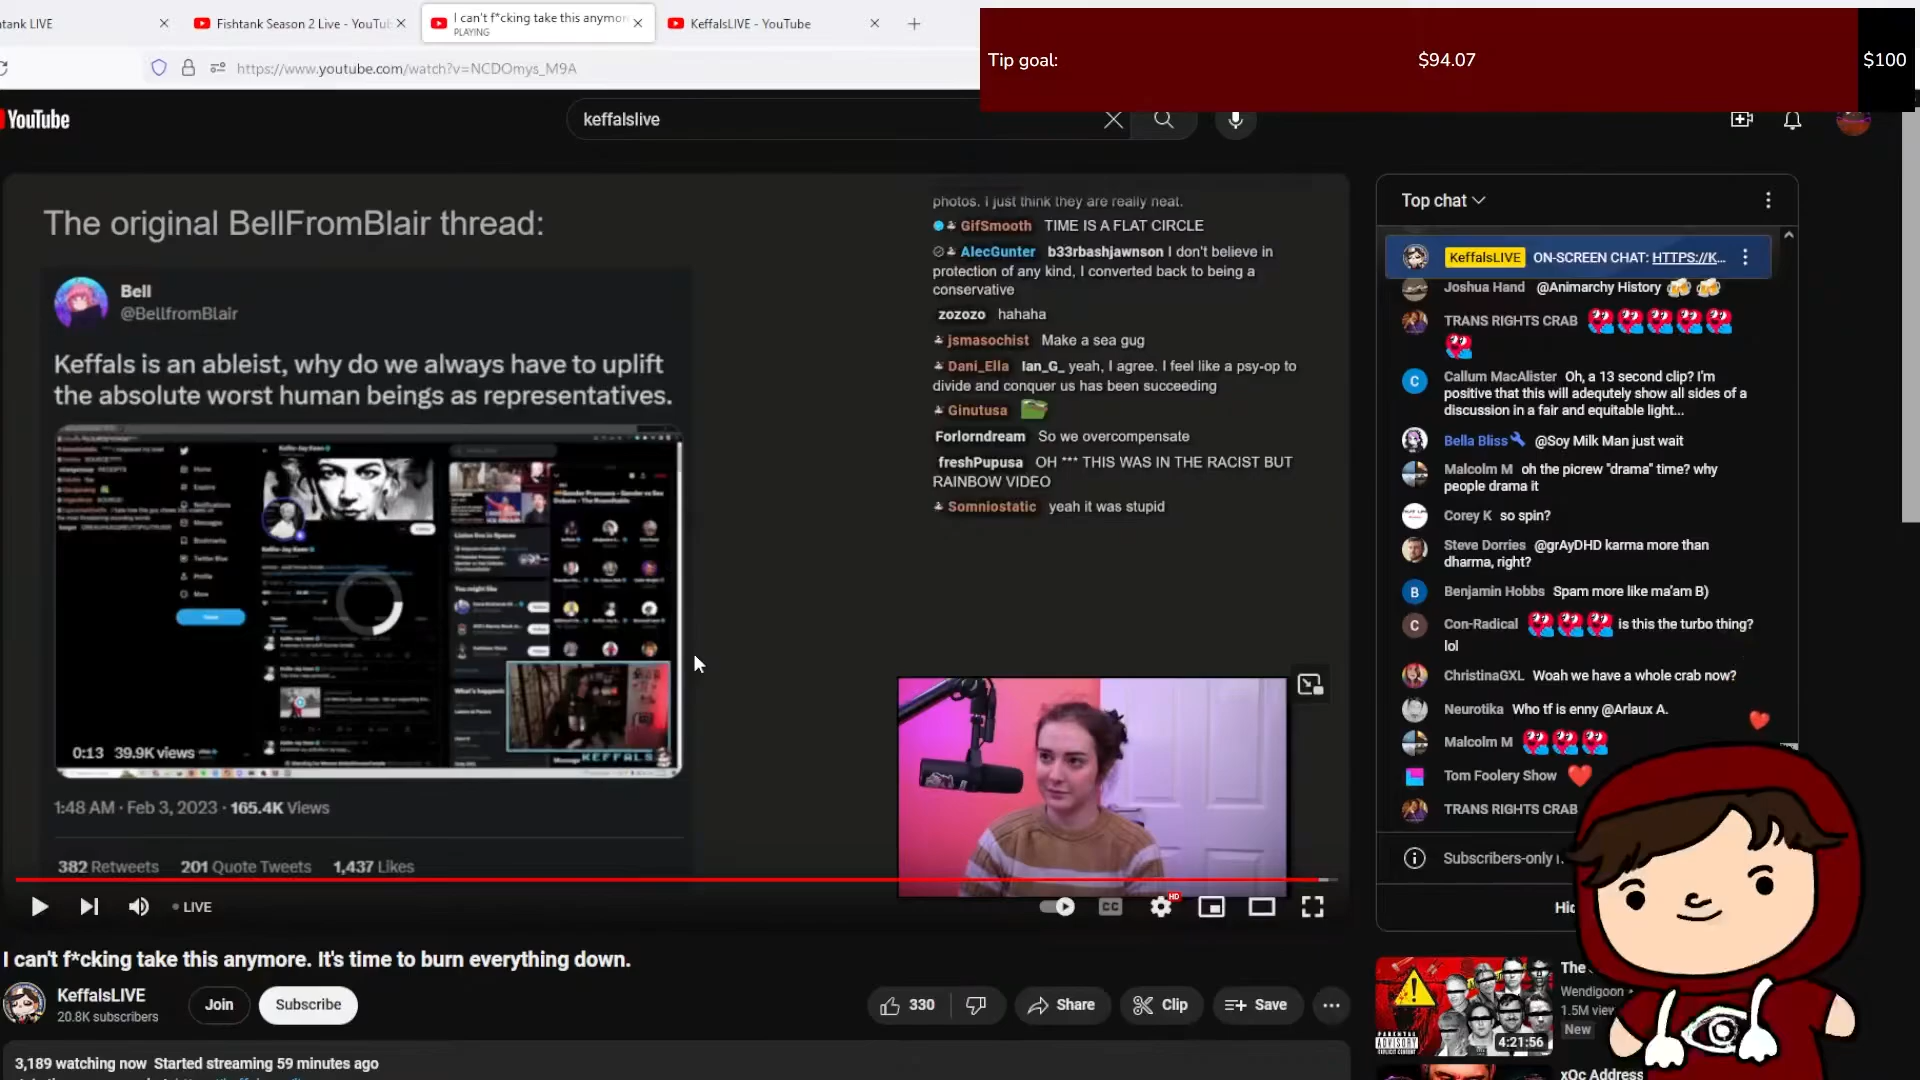 tank LIVE
Fishtank Season 2 Live - YouTu
I can't f*cking take this anymor
PLAYING
KeffalsLIVE - YouTube
Tip goal:
$94.07
$100
https://www.youtube.com/watch?v=NCDOmys_M9A
YouTube
keffalslive
The original BellFromBlair thread:
Bell
@BellfromBlair
Keffals is an ableist, why do we always have to uplift
the absolute worst human beings as representatives.
0:13 39.9K views
KEFFALS
1:48 AM · Feb 3, 2023 · 165.4K Views
382 Retweets 201 Quote Tweets 1,437 Likes
photos. I just think they are really neat.
GifSmooth TIME IS A FLAT CIRCLE
AlecGunter b33rbashjawnson I don't believe in
protection of any kind, I converted back to being a
conservative
zozozo hahaha
jsmasochist Make a sea gug
Dani_Ella Ian_G_ yeah, I agree. I feel like a psy-op to
divide and conquer us has been succeeding
Ginutusa
Forlorndream So we overcompensate
freshPupusa OH *** THIS WAS IN THE RACIST BUT
RAINBOW VIDEO
Somniostatic yeah it was stupid
LIVE
CC
HD
I can't f*cking take this anymore. It's time to burn everything down.
KeffalsLIVE
20.8K subscribers
Join
Subscribe
330
Share
Clip
Save
3,189 watching now Started streaming 59 minutes ago
Top chat
KeffalsLIVE ON-SCREEN CHAT: HTTPS://K...
Joshua Hand @Animarchy History
TRANS RIGHTS CRAB
C
Callum MacAlister Oh, a 13 second clip? I'm
positive that this will adequtely show all sides of a
discussion in a fair and equitable light...
Bella Bliss @Soy Milk Man just wait
Malcolm M oh the picrew "drama" time? why
people drama it
Corey K so spin?
Steve Dorries @grAyDHD karma more than
dharma, right?
B
Benjamin Hobbs Spam more like ma'am B)
C
Con-Radical is this the turbo thing?
lol
ChristinaGXL Woah we have a whole crab now?
Neurotika Who tf is enny @Arlaux A.
Malcolm M
Tom Foolery Show
TRANS RIGHTS CRAB
Subscribers-only
Hid
The
Wendigoon
1.5M view
New
PARENTAL
ADVISORY
EXPLICIT CONTENT
4:21:56
xQc Address